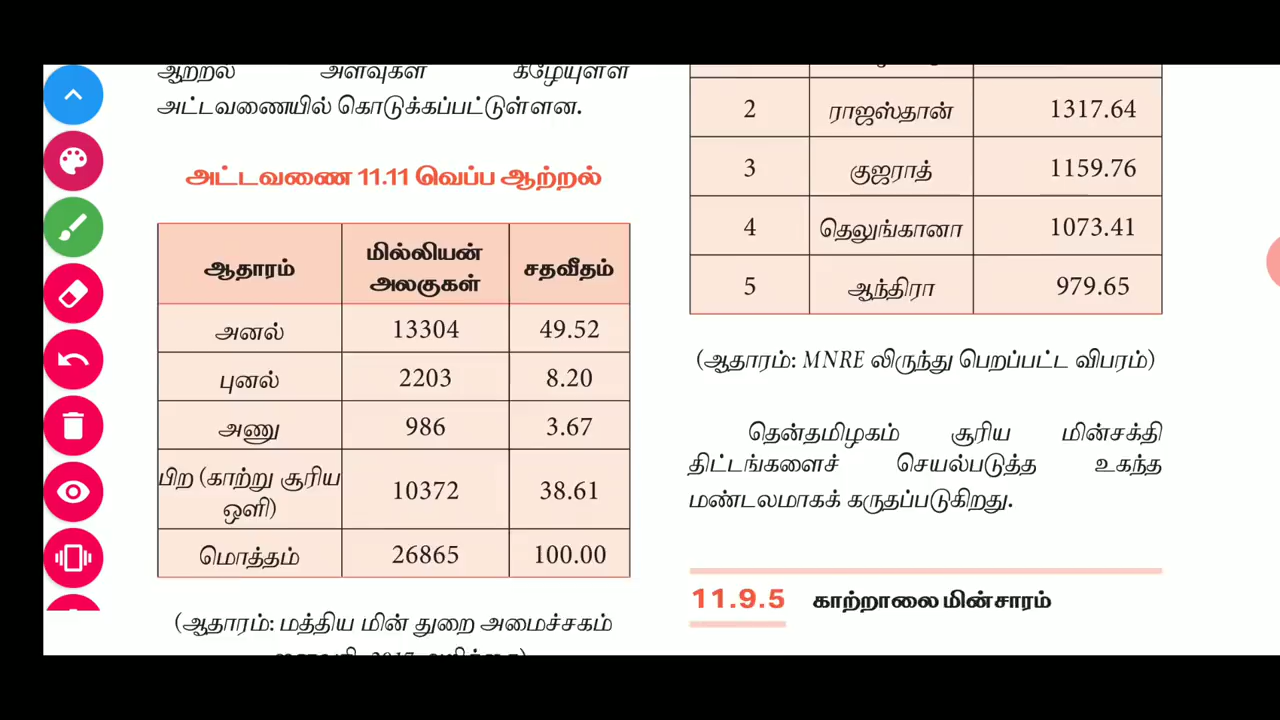 ஆற்றல் அளவுகள் கீழேயுள்ள
அட்டவணையில் கொடுக்கப்பட்டுள்ளன.
அட்டவணை 11.11 வெப்ப ஆற்றல்
ஆதாரம் மில்லியன் அலகுகள் சதவீதம்
அனல் 13304 49.52
புனல் 2203 8.20
அணு 986 3.67
பிற (காற்று சூரிய ஒளி) 10372 38.61
மொத்தம் 26865 100.00
(ஆதாரம்: மத்திய மின் துறை அமைச்சகம்
2 ராஜஸ்தான் 1317.64
3 குஜராத் 1159.76
4 தெலுங்கானா 1073.41
5 ஆந்திரா 979.65
(ஆதாரம்: MNRE லிருந்து பெறப்பட்ட விபரம்)
தென்தமிழகம் சூரிய மின்சக்தி
திட்டங்களைச் செயல்படுத்த உகந்த
மண்டலமாகக் கருதப்படுகிறது.
11.9.5 காற்றாலை மின்சாரம்